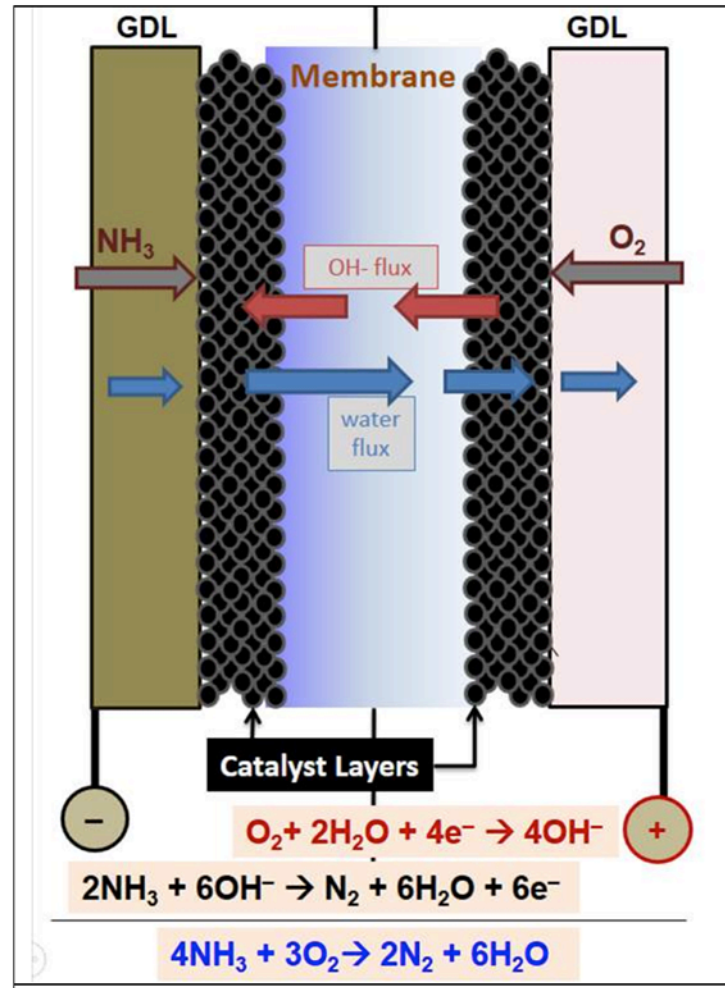 GDL
GDL
Membrane
NH₃
O₂
OH- flux
water
flux
Catalyst Layers
–
+
O₂+ 2H₂O + 4e⁻ → 4OH⁻
2NH₃ + 6OH⁻ → N₂ + 6H₂O + 6e⁻
4NH₃ + 3O₂→ 2N₂ + 6H₂O